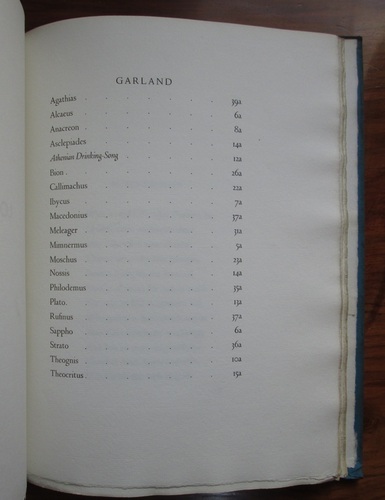 GARLAND
Agathias . . . . . . . 39a
Alcaeus . . . . . . . 6a
Anacreon . . . . . . . 8a
Asclepiades . . . . . . 14a
Athenian Drinking-Song . . . . 12a
Bion . . . . . . . . 26a
Callimachus . . . . . . 22a
Ibycus . . . . . . . 7a
Macedonius . . . . . . 37a
Meleager . . . . . . . 31a
Mimnermus . . . . . . 5a
Moschus . . . . . . . 23a
Nossis . . . . . . . 14a
Philodemus . . . . . . 35a
Plato . . . . . . . 13a
Rufinus . . . . . . . 37a
Sappho . . . . . . . 6a
Strato . . . . . . . 36a
Theognis . . . . . . . 10a
Theocritus . . . . . . 15a